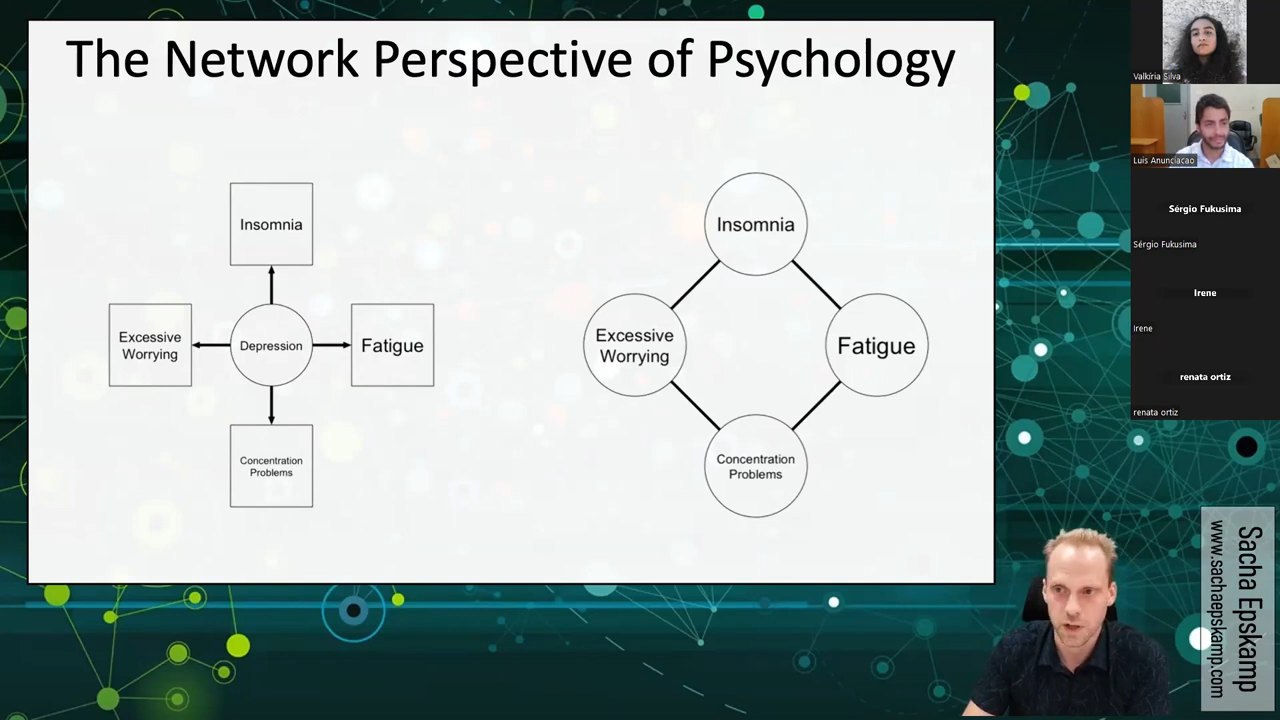 The Network Perspective of Psychology
Insomnia
Excessive
Worrying
Depression
Fatigue
Concentration
Problems
Insomnia
Excessive
Worrying
Fatigue
Concentration
Problems
Valkíria Silva
Luis Anunciacao
Sérgio Fukusima
Sérgio Fukusima
Irene
Irene
renata ortiz
renata ortiz
Sacha Epskamp
www.sachaepskamp.com